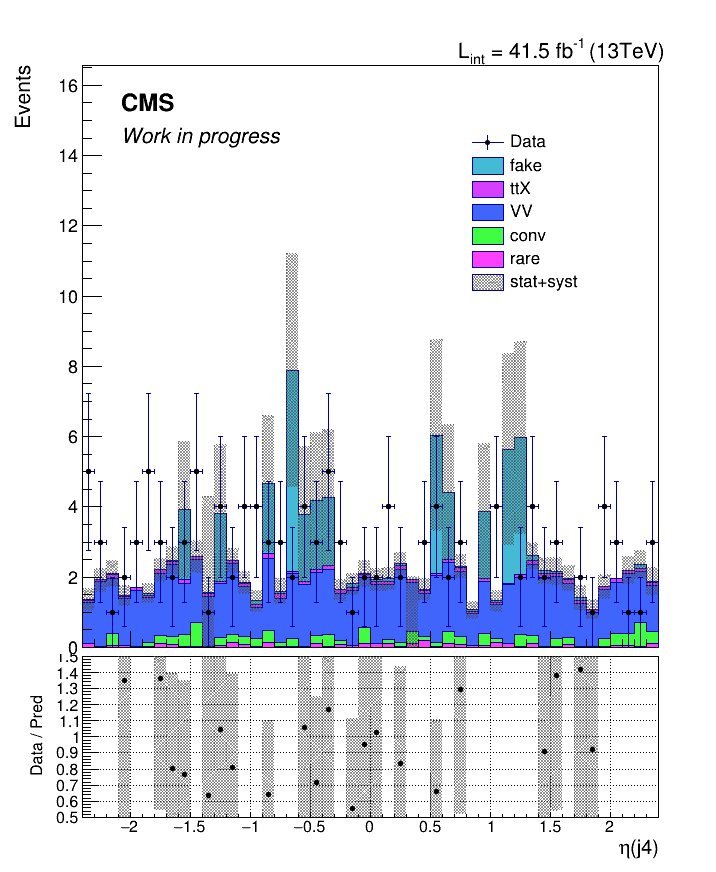 L_int = 41.5 fb^-1 (13TeV)
Events
CMS
Work in progress
Data
fake
ttX
VV
conv
rare
stat+syst
16
14
12
10
8
6
4
2
0
Data / Pred
1.5
1.4
1.3
1.2
1.1
1
0.9
0.8
0.7
0.6
0.5
−2 −1.5 −1 −0.5 0 0.5 1 1.5 2
η(j4)